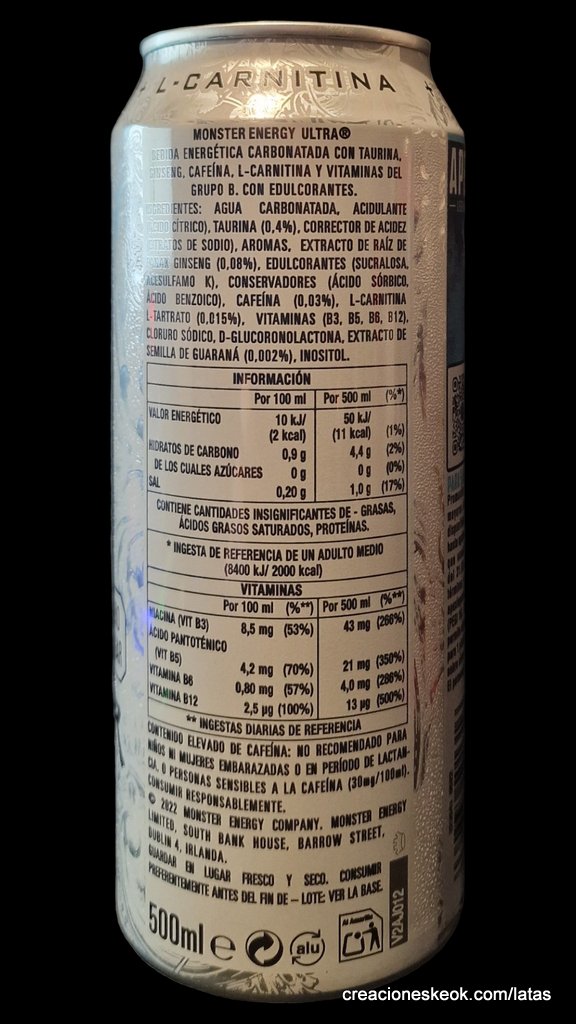 L-CARNITINA
MONSTER ENERGY ULTRA®
BEBIDA ENERGÉTICA CARBONATADA CON TAURINA,
GINSENG, CAFEÍNA, L-CARNITINA Y VITAMINAS DEL
GRUPO B. CON EDULCORANTES.
INGREDIENTES: AGUA CARBONATADA, ACIDULANTE
(ÁCIDO CÍTRICO), TAURINA (0,4%), CORRECTOR DE ACIDEZ
(CITRATOS DE SODIO), AROMAS, EXTRACTO DE RAÍZ DE
PANAX GINSENG (0,08%), EDULCORANTES (SUCRALOSA,
ACESULFAMO K), CONSERVADORES (ÁCIDO SÓRBICO,
ÁCIDO BENZOICO), CAFEÍNA (0,03%), L-CARNITINA
L-TARTRATO (0,015%), VITAMINAS (B3, B5, B6, B12),
CLORURO SÓDICO, D-GLUCORONOLACTONA, EXTRACTO DE
SEMILLA DE GUARANÁ (0,002%), INOSITOL.
INFORMACIÓN
Por 100 ml Por 500 ml (%*)
VALOR ENERGÉTICO 10 kJ/ 50 kJ/
(2 kcal) (11 kcal) (1%)
HIDRATOS DE CARBONO 0,9 g 4,4 g (2%)
DE LOS CUALES AZÚCARES 0 g 0 g (0%)
SAL 0,20 g 1,0 g (17%)
CONTIENE CANTIDADES INSIGNIFICANTES DE - GRASAS,
ÁCIDOS GRASOS SATURADOS, PROTEÍNAS.
* INGESTA DE REFERENCIA DE UN ADULTO MEDIO
(8400 kJ/ 2000 kcal)
VITAMINAS
Por 100 ml (%**) Por 500 ml (%**)
NIACINA (VIT B3) 8,5 mg (53%) 43 mg (266%)
ÁCIDO PANTOTÉNICO
(VIT B5) 4,2 mg (70%) 21 mg (350%)
VITAMINA B6 0,80 mg (57%) 4,0 mg (286%)
VITAMINA B12 2,5 µg (100%) 13 µg (500%)
** INGESTAS DIARIAS DE REFERENCIA
CONTENIDO ELEVADO DE CAFEÍNA: NO RECOMENDADO PARA
NIÑOS NI MUJERES EMBARAZADAS O EN PERÍODO DE LACTAN-
CIA, O PERSONAS SENSIBLES A LA CAFEÍNA (30mg/100ml).
CONSUMIR RESPONSABLEMENTE.
© 2022 MONSTER ENERGY COMPANY. MONSTER ENERGY
LIMITED, SOUTH BANK HOUSE, BARROW STREET,
DUBLIN 4, IRLANDA.
GUARDAR EN LUGAR FRESCO Y SECO. CONSUMIR
PREFERENTEMENTE ANTES DEL FIN DE – LOTE: VER LA BASE.
500ml e alu
Al Amarillo
V2AJ012
creacioneskeok.com/latas